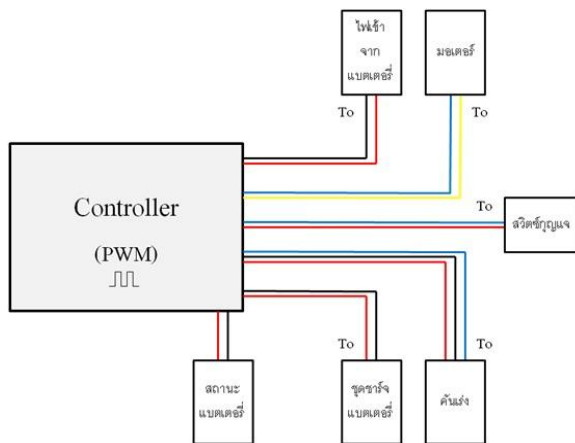 ไฟเข้า
จาก
แบตเตอรี่
มอเตอร์
To
To
Controller
(PWM)
To
สวิตซ์กุญแจ
To
To
สถานะ
แบตเตอรี่
ชุดชาร์จ
แบตเตอรี่
คันเร่ง